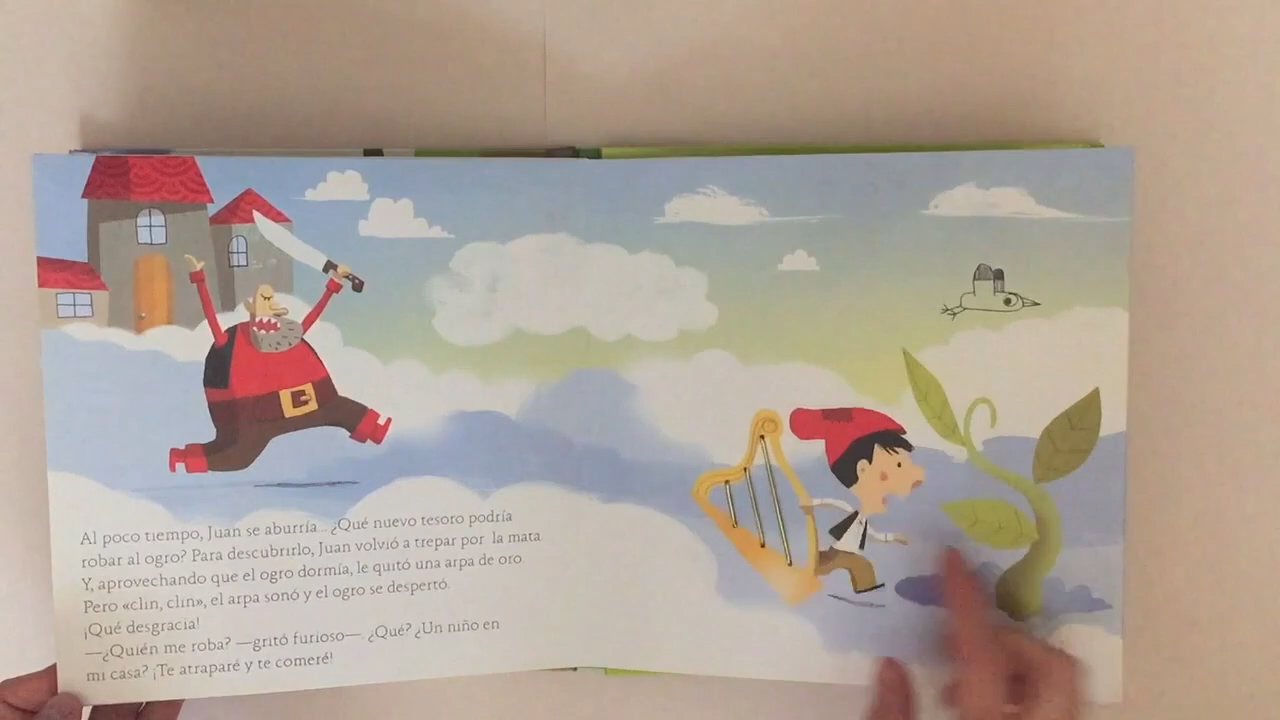 Al poco tiempo, Juan se aburría... ¿Qué nuevo tesoro podría
robar al ogro? Para descubrirlo, Juan volvió a trepar por la mata.
Y, aprovechando que el ogro dormía, le quitó una arpa de oro.
Pero «clin, clin», el arpa sonó y el ogro se despertó.
¡Qué desgracia!
—¿Quién me roba? —gritó furioso—. ¿Qué? ¿Un niño en
mi casa? ¡Te atraparé y te comeré!